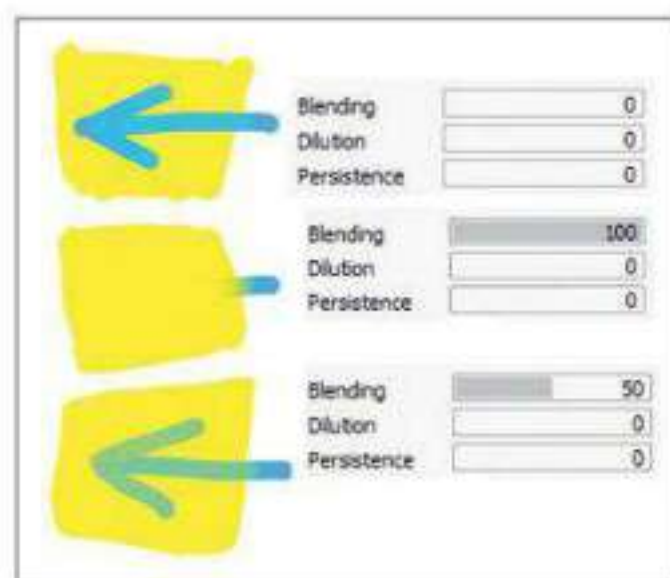 Blending 0
Dilution 0
Persistence 0
Blending 100
Dilution 0
Persistence 0
Blending 50
Dilution 0
Persistence 0